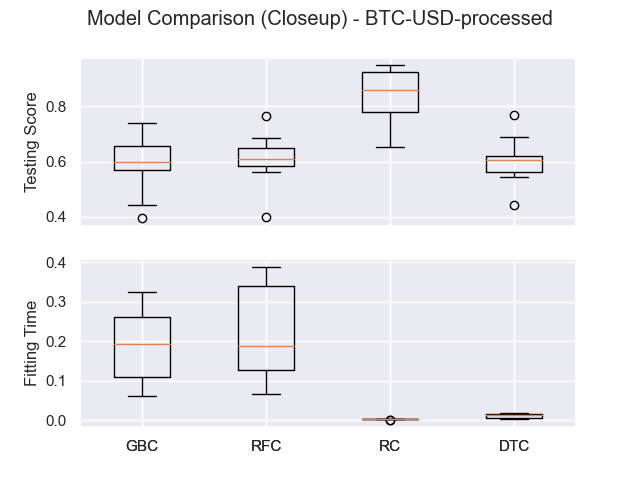 Model Comparison (Closeup) - BTC-USD-processed
Testing Score
0.8
0.6
0.4
Fitting Time
0.4
0.3
0.2
0.1
0.0
GBC RFC RC DTC